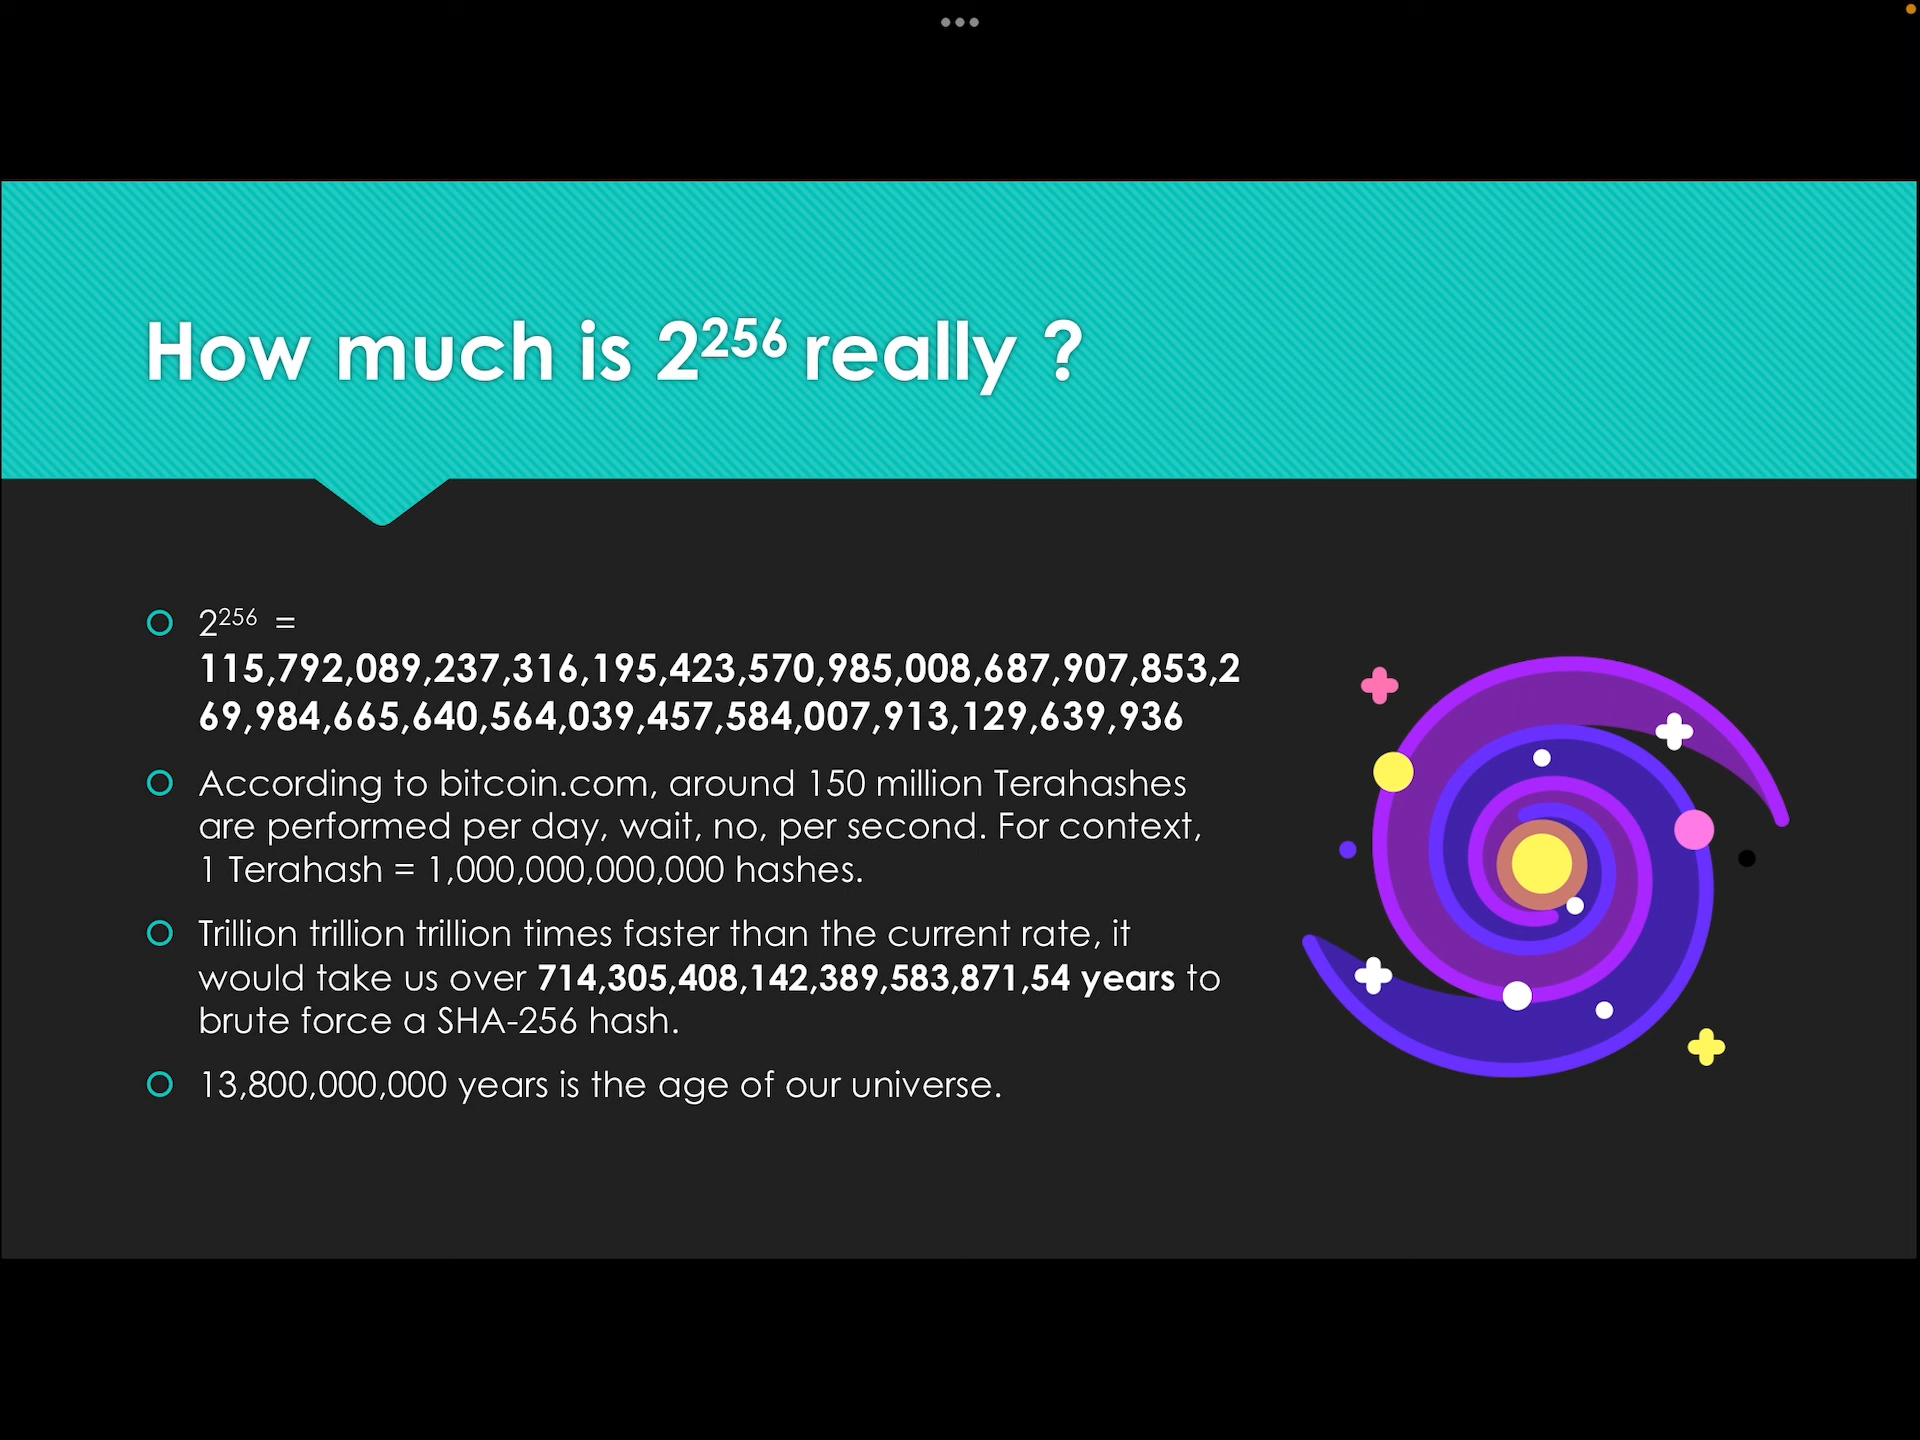 How much is 2²⁵⁶ really ?
2²⁵⁶ =
115,792,089,237,316,195,423,570,985,008,687,907,853,2
69,984,665,640,564,039,457,584,007,913,129,639,936
According to bitcoin.com, around 150 million Terahashes
are performed per day, wait, no, per second. For context,
1 Terahash = 1,000,000,000,000 hashes.
Trillion trillion trillion times faster than the current rate, it
would take us over 714,305,408,142,389,583,871,54 years to
brute force a SHA-256 hash.
13,800,000,000 years is the age of our universe.